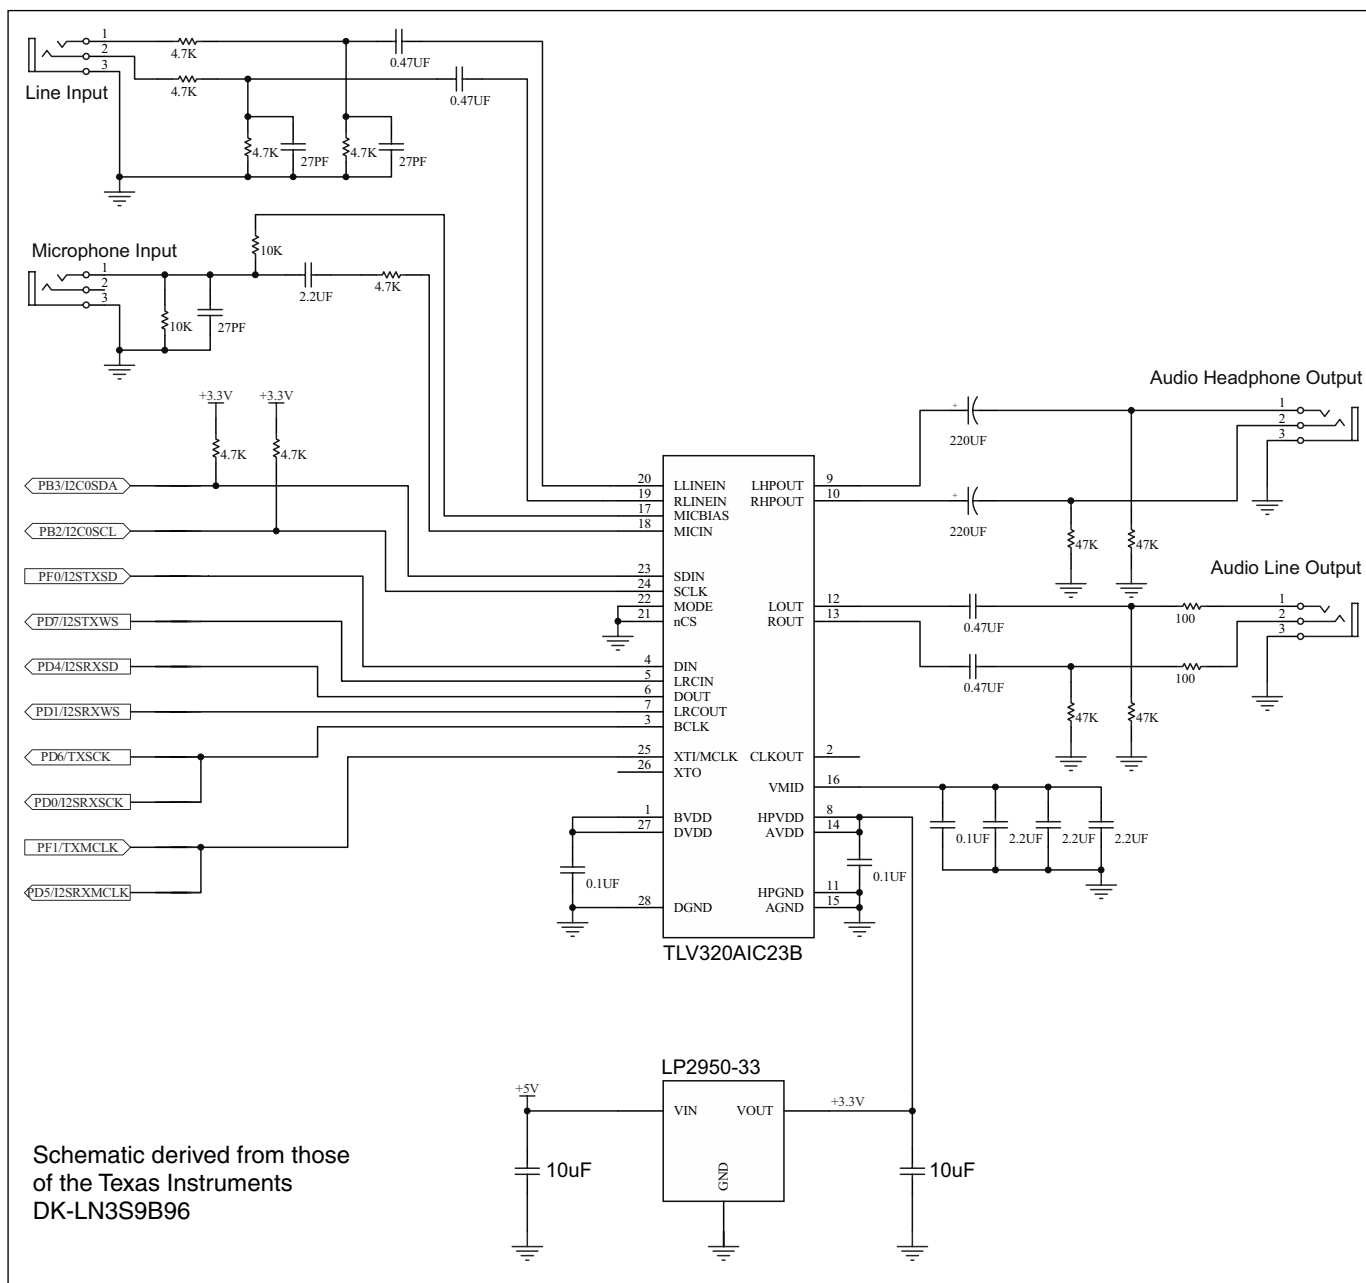 1
2
3
Line Input
4.7K
4.7K
0.47UF
0.47UF
4.7K
27PF
4.7K
27PF
Microphone Input
1
2
3
10K
10K
27PF
2.2UF
4.7K
+3.3V
+3.3V
4.7K
4.7K
PB3/I2C0SDA
PB2/I2C0SCL
PF0/I2STXSD
PD7/I2STXWS
PD4/I2SRXSD
PD1/I2SRXWS
PD6/TXSCK
PD0/I2SRXSCK
PF1/TXMCLK
PD5/I2SRXMCLK
20 LLINEIN
19 RLINEIN
17 MICBIAS
18 MICIN
23 SDIN
24 SCLK
22 MODE
21 nCS
4 DIN
5 LRCIN
6 DOUT
7 LRCOUT
3 BCLK
25 XTI/MCLK
26 XTO
1 BVDD
27 DVDD
0.1UF
28 DGND
LHPOUT 9
RHPOUT 10
LOUT 12
ROUT 13
CLKOUT 2
VMID 16
HPVDD 8
AVDD 14
0.1UF
HPGND 11
AGND 15
TLV320AIC23B
Audio Headphone Output
+
220UF
+
220UF
1
2
3
47K
47K
Audio Line Output
0.47UF
0.47UF
100
100
1
2
3
47K
47K
0.1UF
2.2UF
2.2UF
2.2UF
LP2950-33
+5V
VIN
VOUT
GND
+3.3V
10uF
10uF
Schematic derived from those
of the Texas Instruments
DK-LN3S9B96